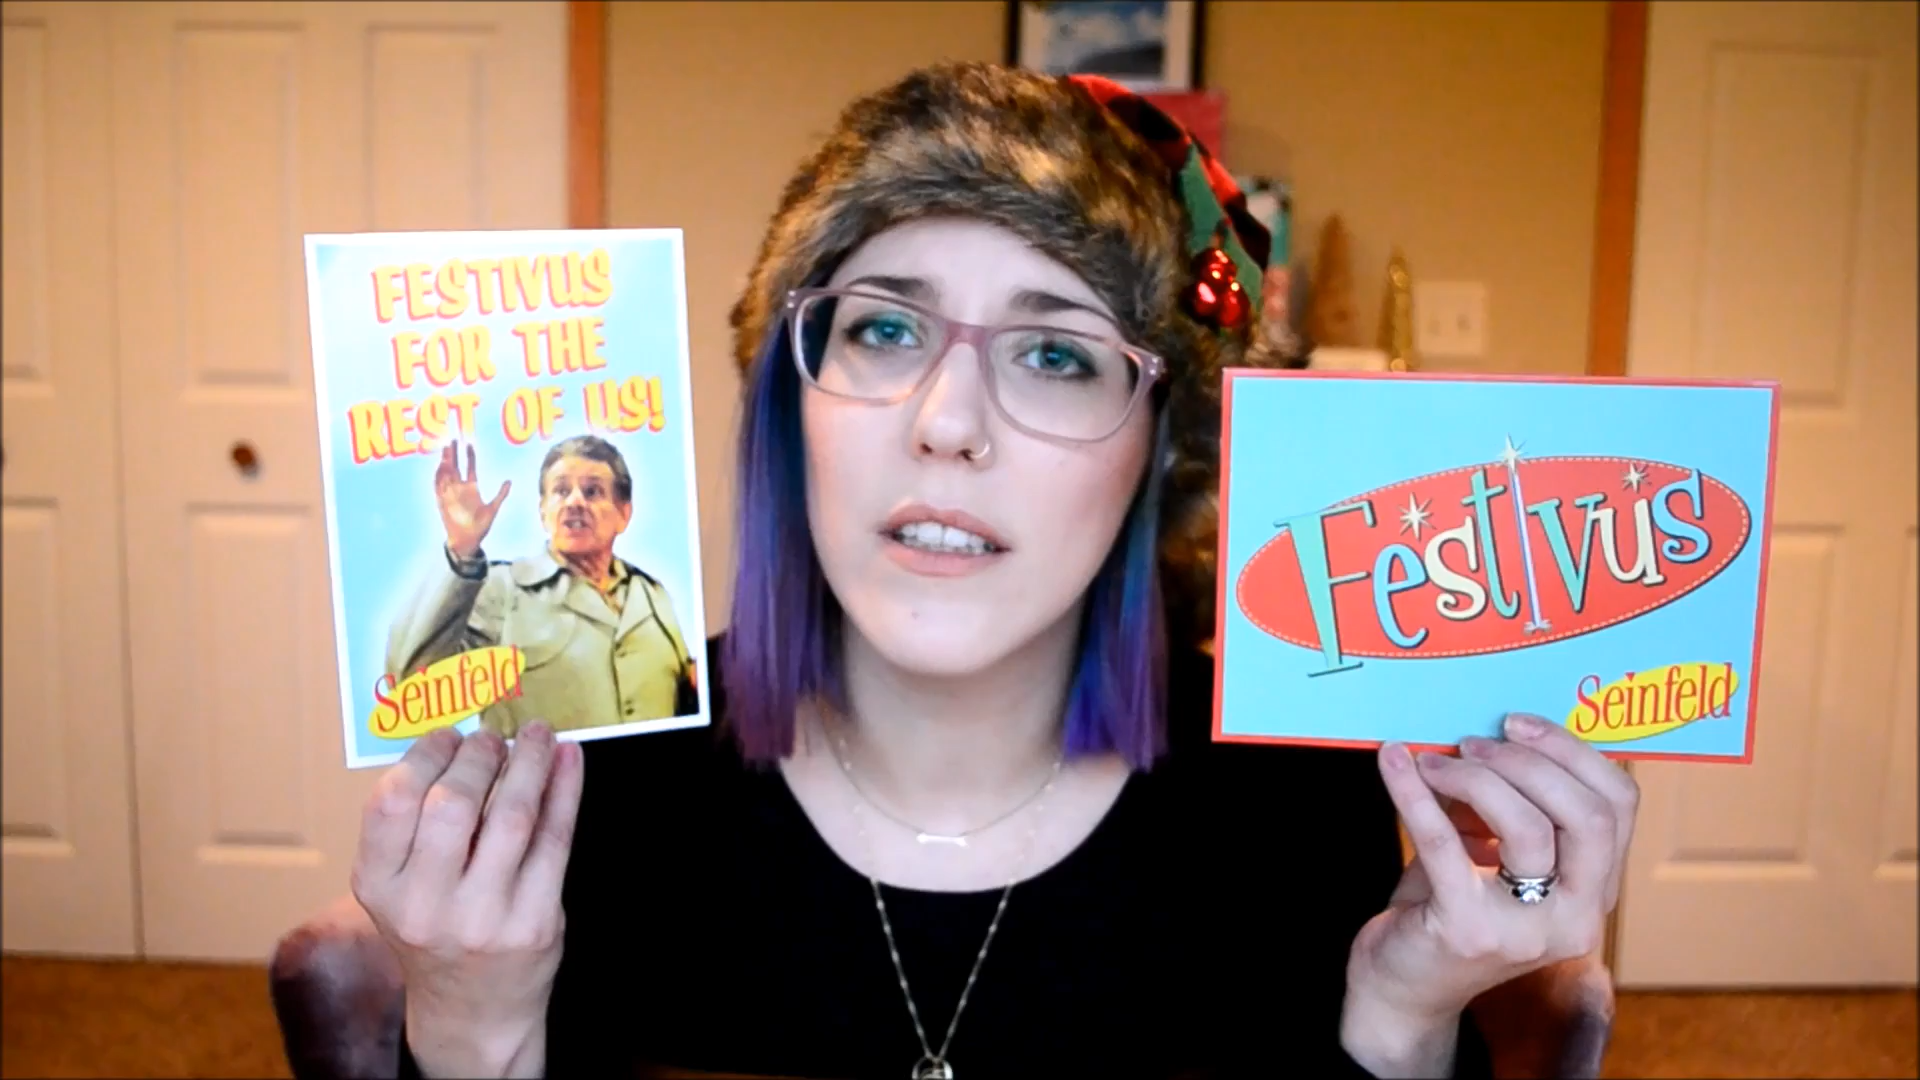 FESTIVUS
FOR THE
REST OF US!
Seinfeld
Festivus
Seinfeld